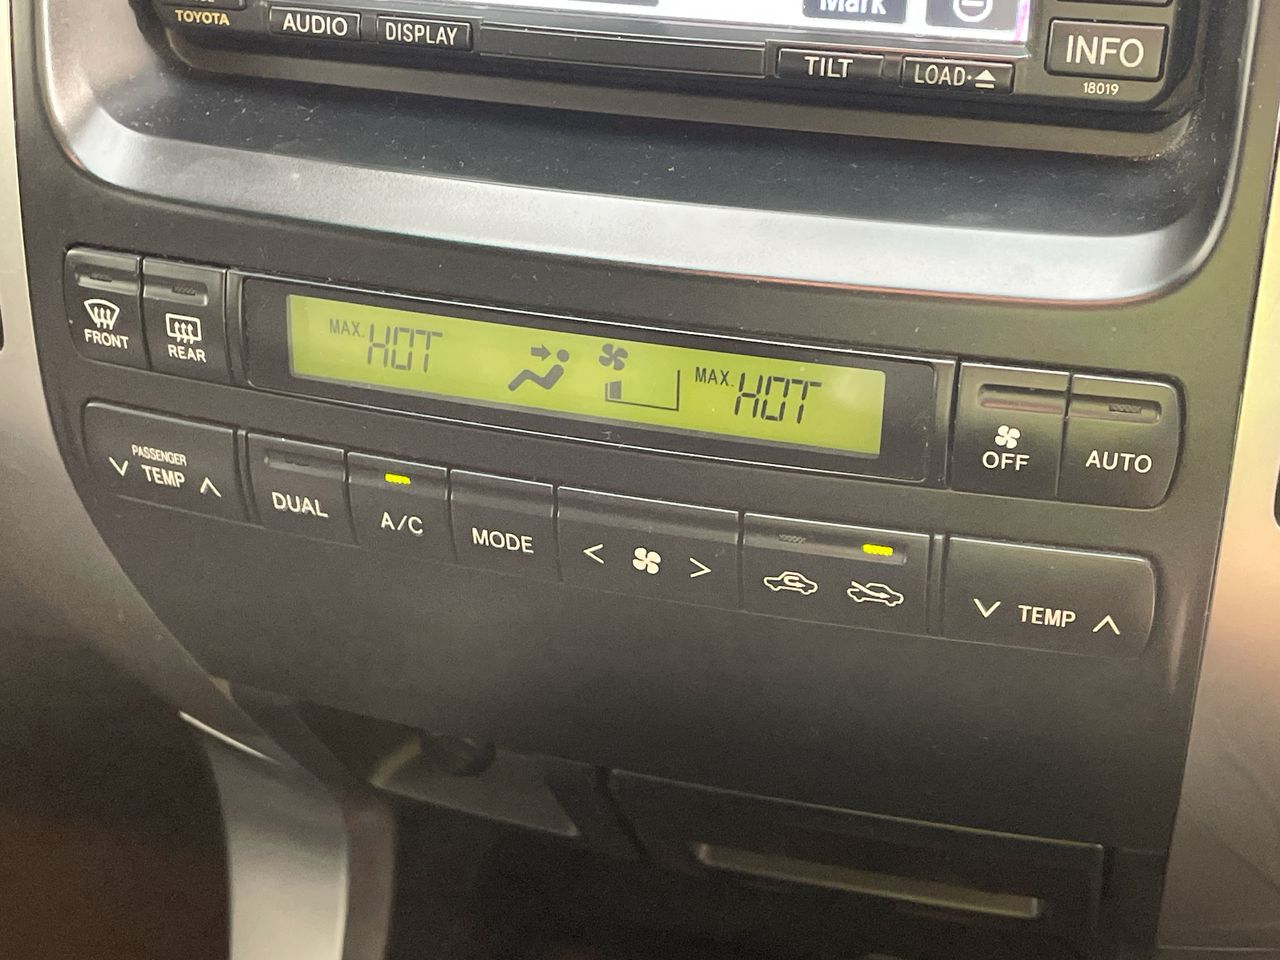 Mark
TOYOTA
AUDIO
DISPLAY
TILT
LOAD
INFO
18019
FRONT
REAR
MAX. HOT
MAX. HOT
OFF
AUTO
PASSENGER
TEMP
DUAL
A/C
MODE
< >
TEMP